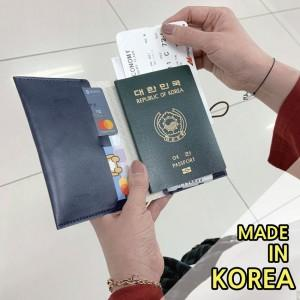 ECONOMY
대한민국
REPUBLIC OF KOREA
여권
PASSPORT
MADE
IN
KOREA